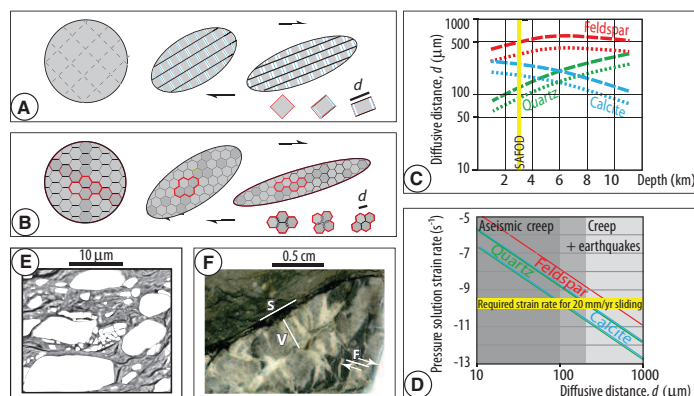 A
d
B
d
E
10 μm
F
0.5 cm
S
V
F
1000
500
100
50
10
Diffusive distance, d (μm)
Feldspar
Quartz
Calcite
SAFOD
2 4 6 8 10 Depth (km)
C
-5
-7
-9
-11
-13
Pressure solution strain rate (s-1)
Aseismic creep
Creep
+ earthquakes
Feldspar
Quartz
Required strain rate for 20 mm/yr sliding
Calcite
10 100 1000
Diffusive distance, d (μm)
D